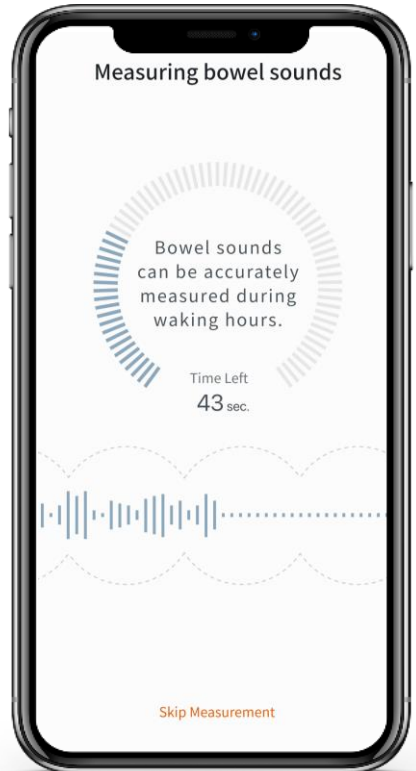 Measuring bowel sounds
Bowel sounds
can be accurately
measured during
waking hours.
Time Left
43 sec.
Skip Measurement